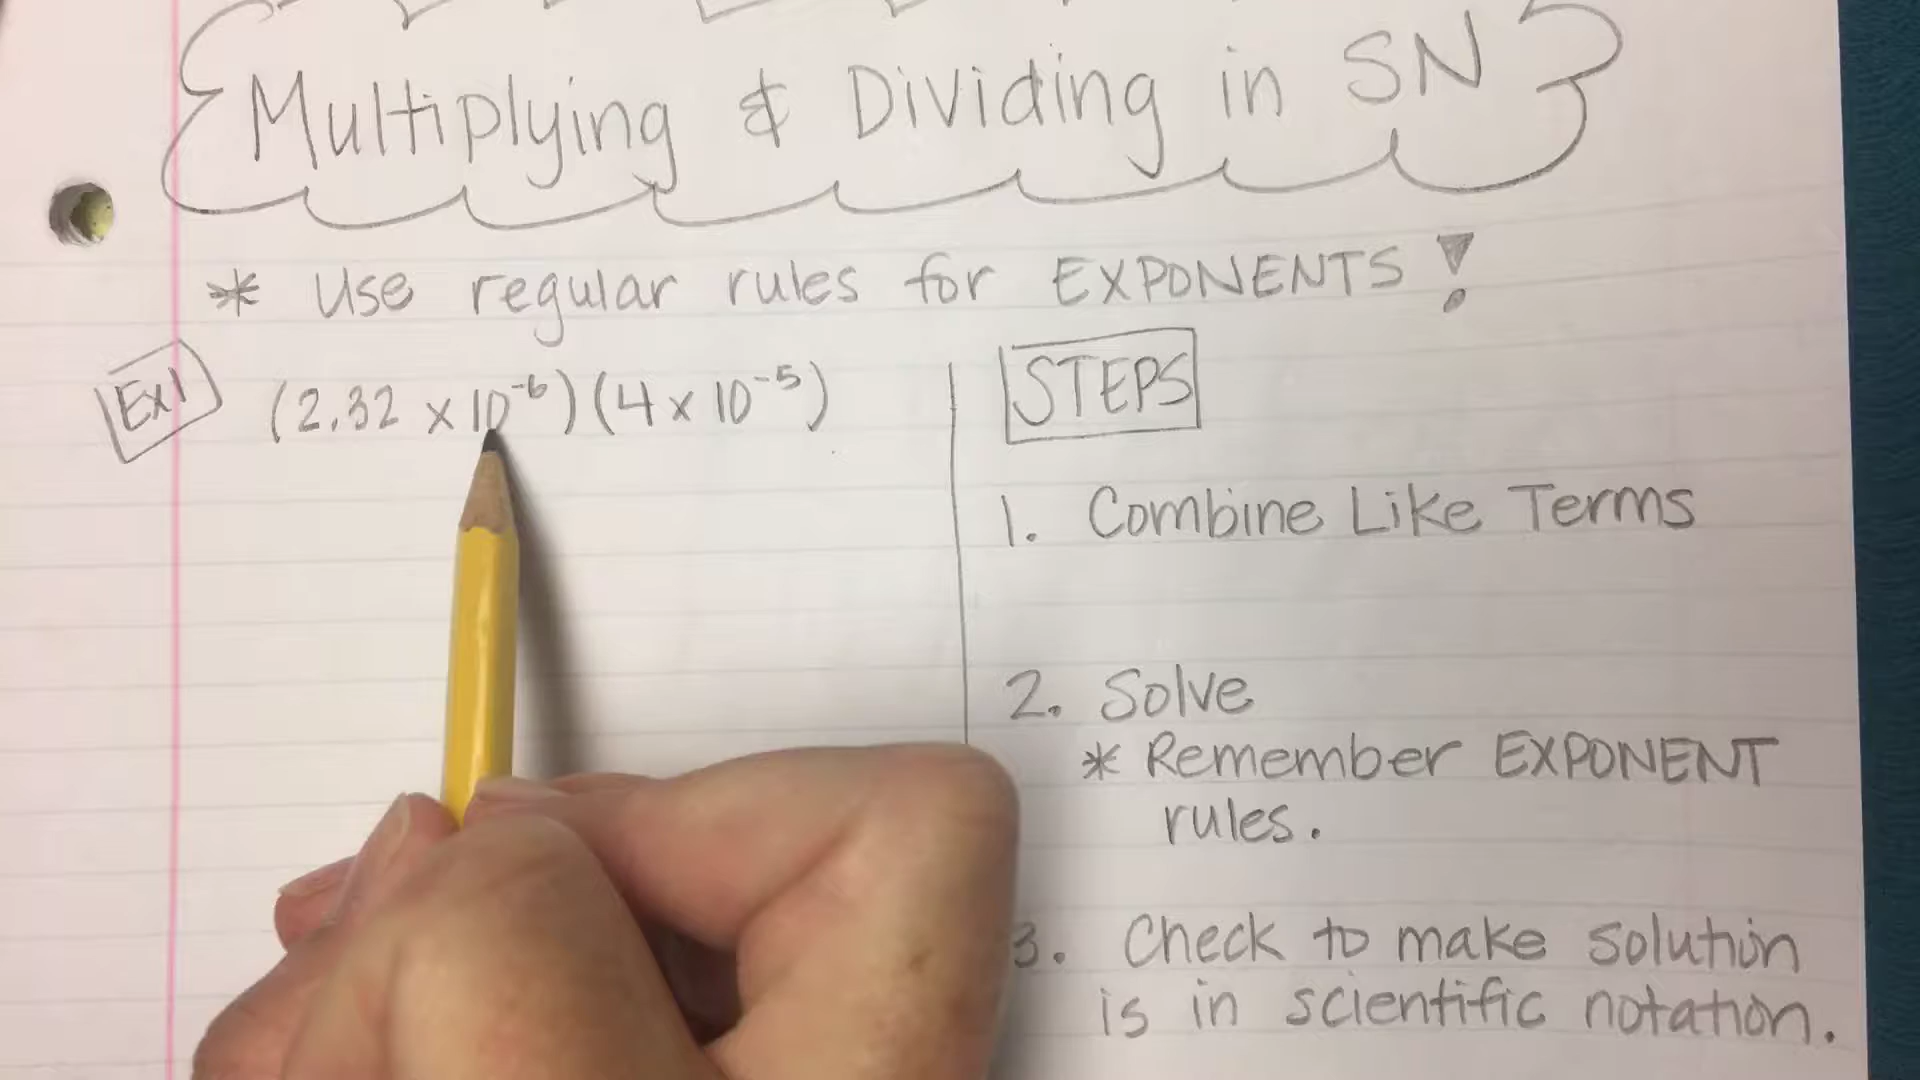 Multiplying & Dividing in SN
* Use regular rules for EXPONENTS!
Ex1 (2.32 x 10⁻⁶)(4 x 10⁻⁵)
STEPS
1. Combine Like Terms
2. Solve
* Remember EXPONENT
rules.
3. Check to make solution
is in scientific notation.